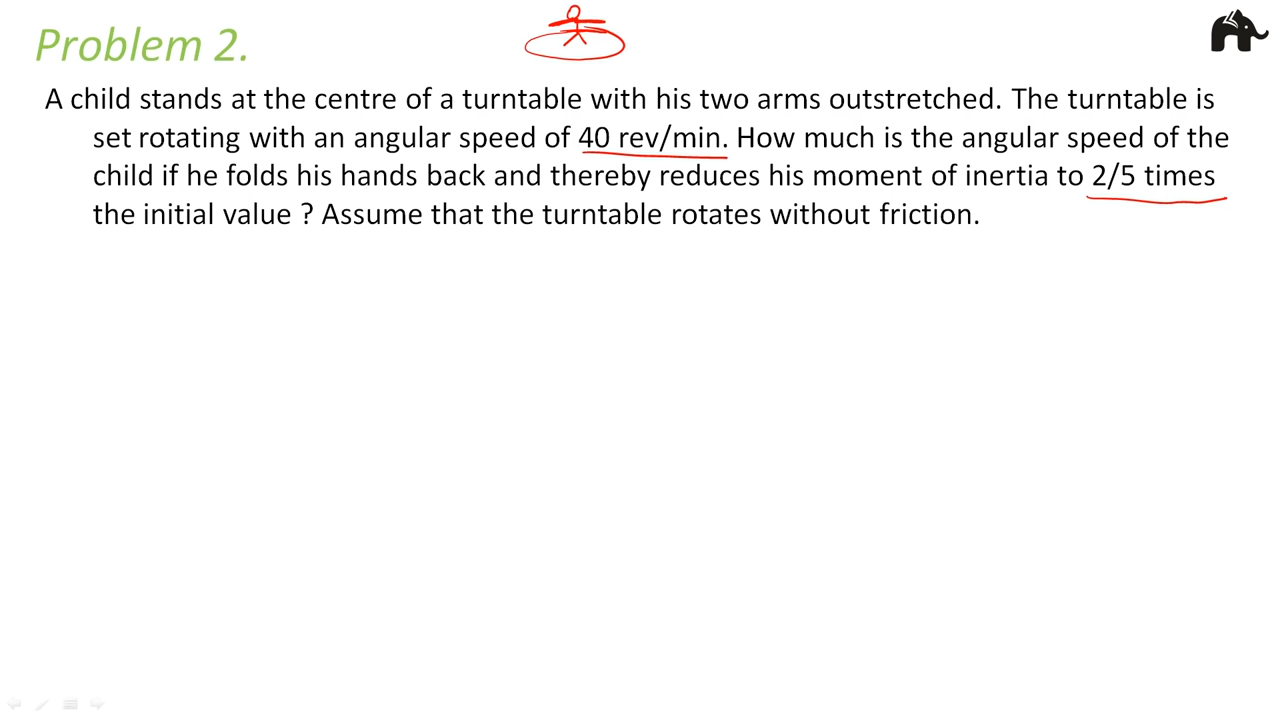 Problem 2.
A child stands at the centre of a turntable with his two arms outstretched. The turntable is
set rotating with an angular speed of 40 rev/min. How much is the angular speed of the
child if he folds his hands back and thereby reduces his moment of inertia to 2/5 times
the initial value ? Assume that the turntable rotates without friction.